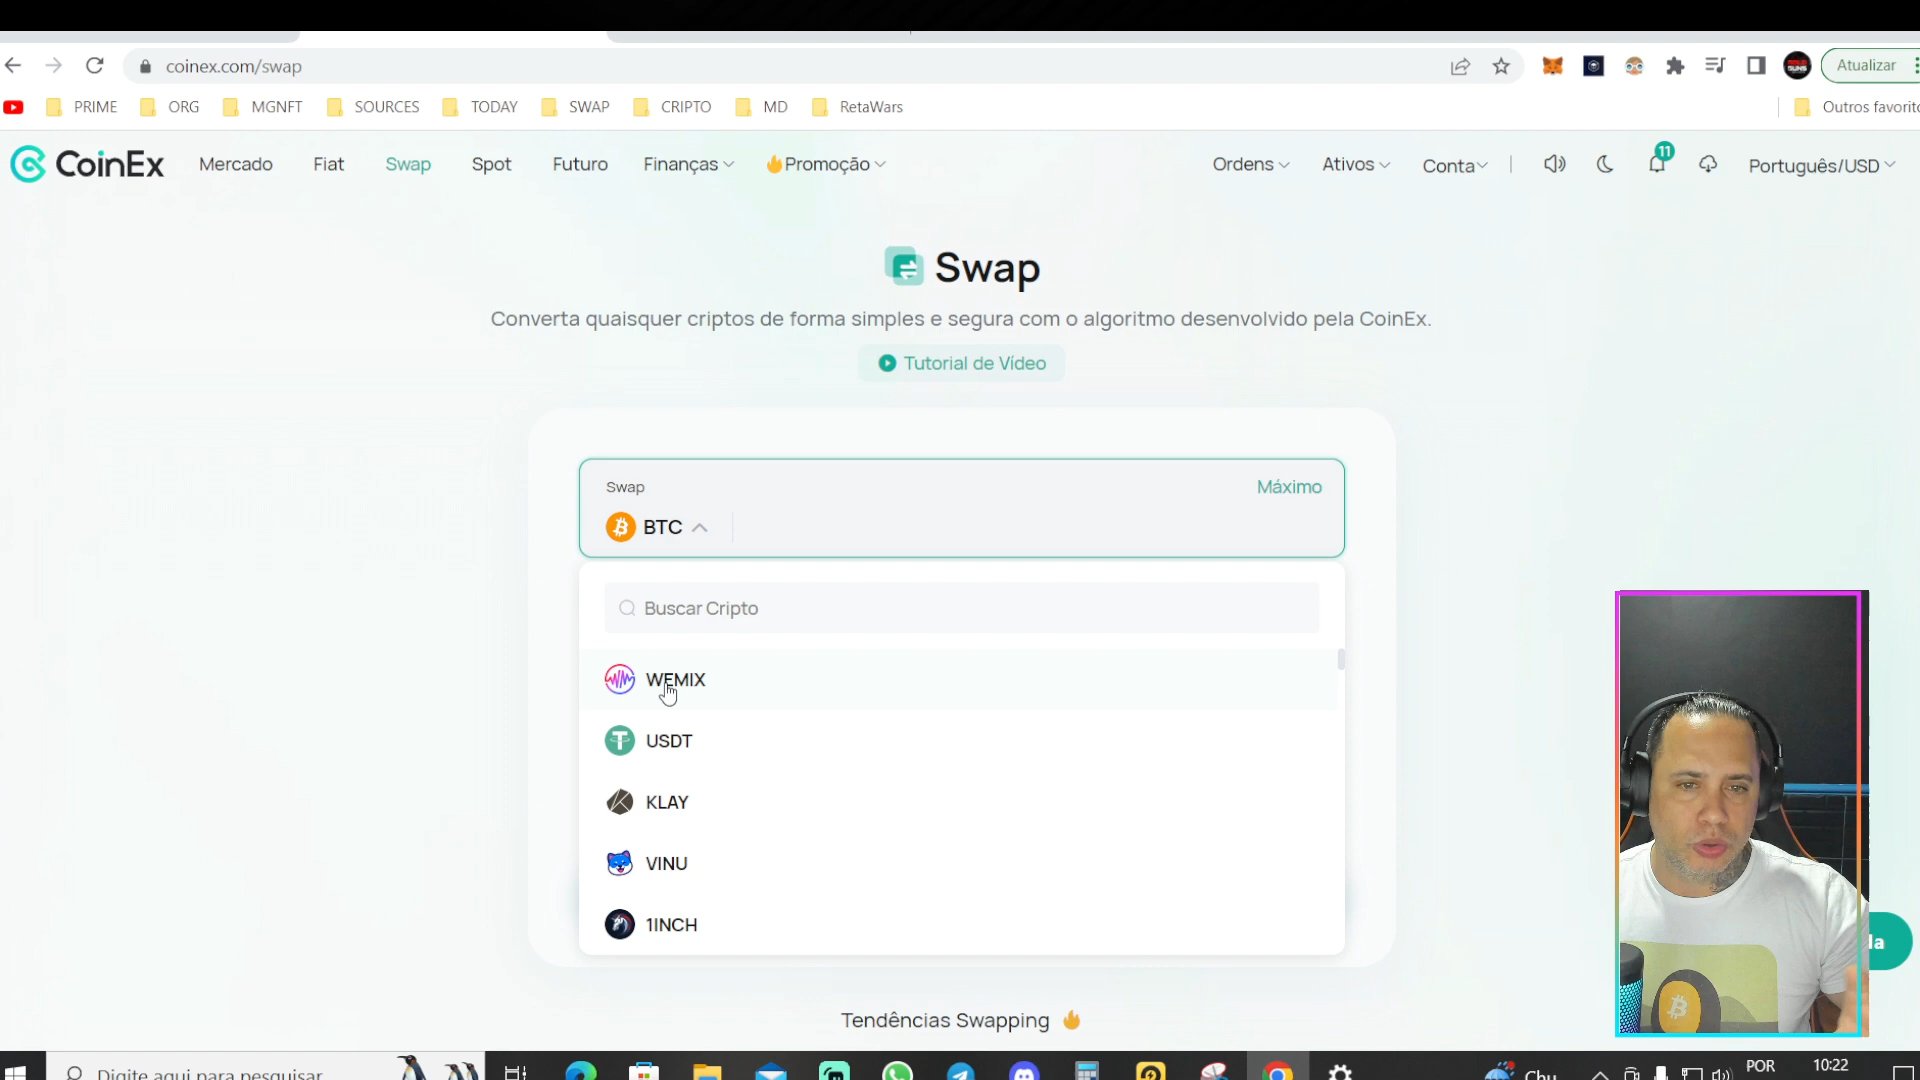 coinex.com/swap
Atualizar
PRIME ORG MGNFT SOURCES TODAY SWAP CRIPTO MD RetaWars
CoinEx Mercado Fiat Swap Spot Futuro Finanças Promoção Ordens Ativos Conta 11 Português/USD
Swap
Converta quaisquer criptos de forma simples e segura com o algoritmo desenvolvido pela CoinEx.
Tutorial de Vídeo
Swap Máximo
BTC
Buscar Cripto
WEMIX
USDT
KLAY
VINU
1INCH
Tendências Swapping
Digite aqui para pesquisar
POR 10:22